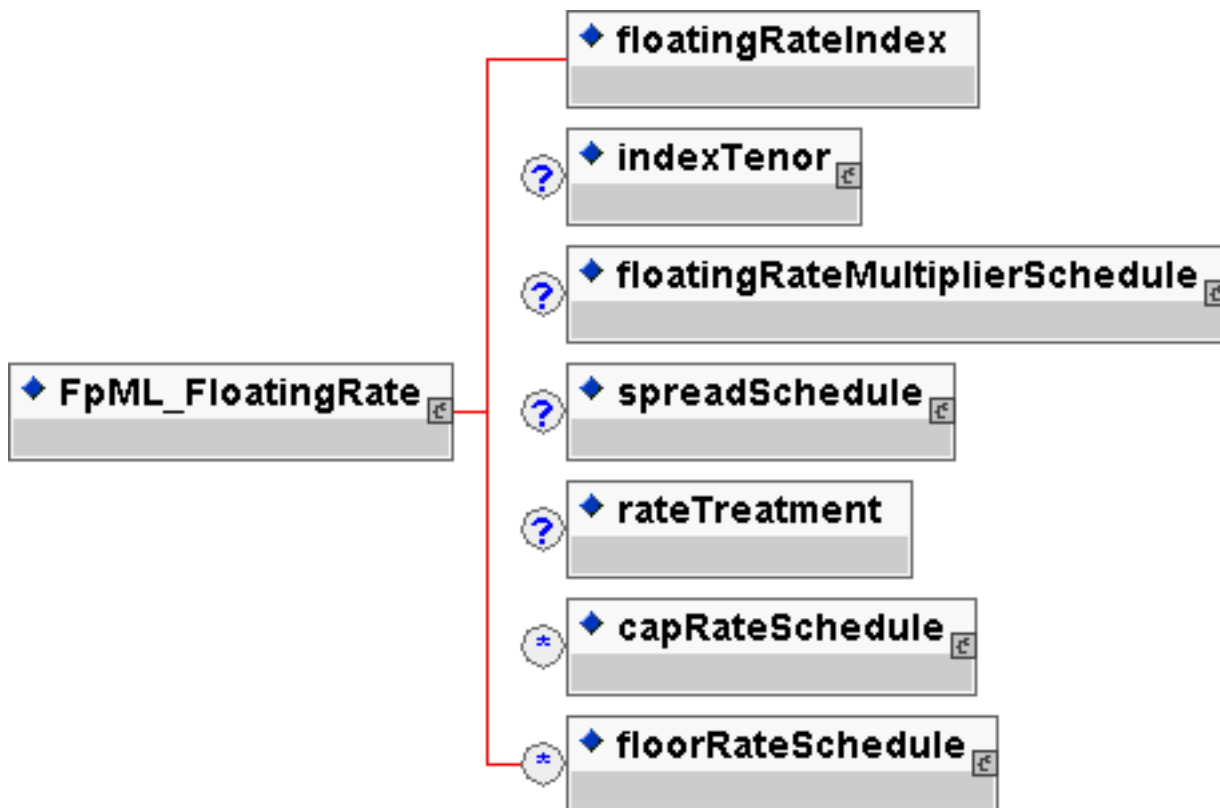 floatingRateIndex
? indexTenor
? floatingRateMultiplierSchedule
FpML_FloatingRate
? spreadSchedule
? rateTreatment
* capRateSchedule
* floorRateSchedule